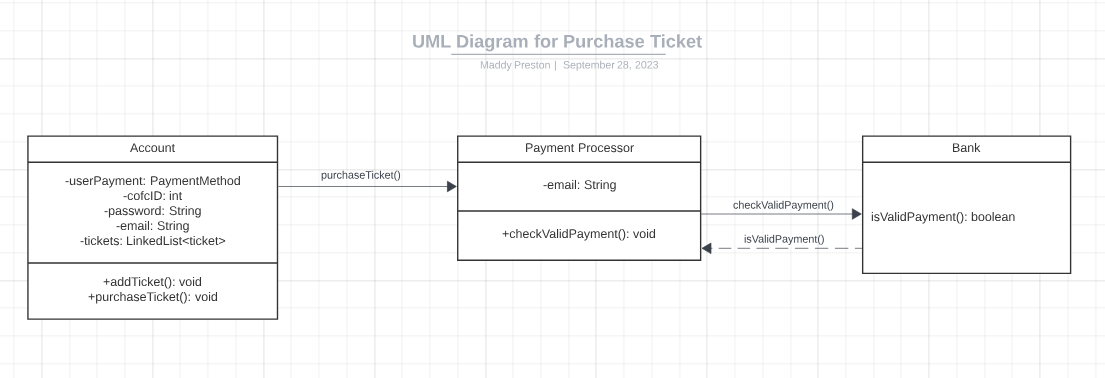 UML Diagram for Purchase Ticket
Maddy Preston | September 28, 2023
Account
-userPayment: PaymentMethod
-cofcID: int
-password: String
-email: String
-tickets: LinkedList<ticket>
+addTicket(): void
+purchaseTicket(): void
purchaseTicket()
Payment Processor
-email: String
+checkValidPayment(): void
checkValidPayment()
isValidPayment()
Bank
isValidPayment(): boolean